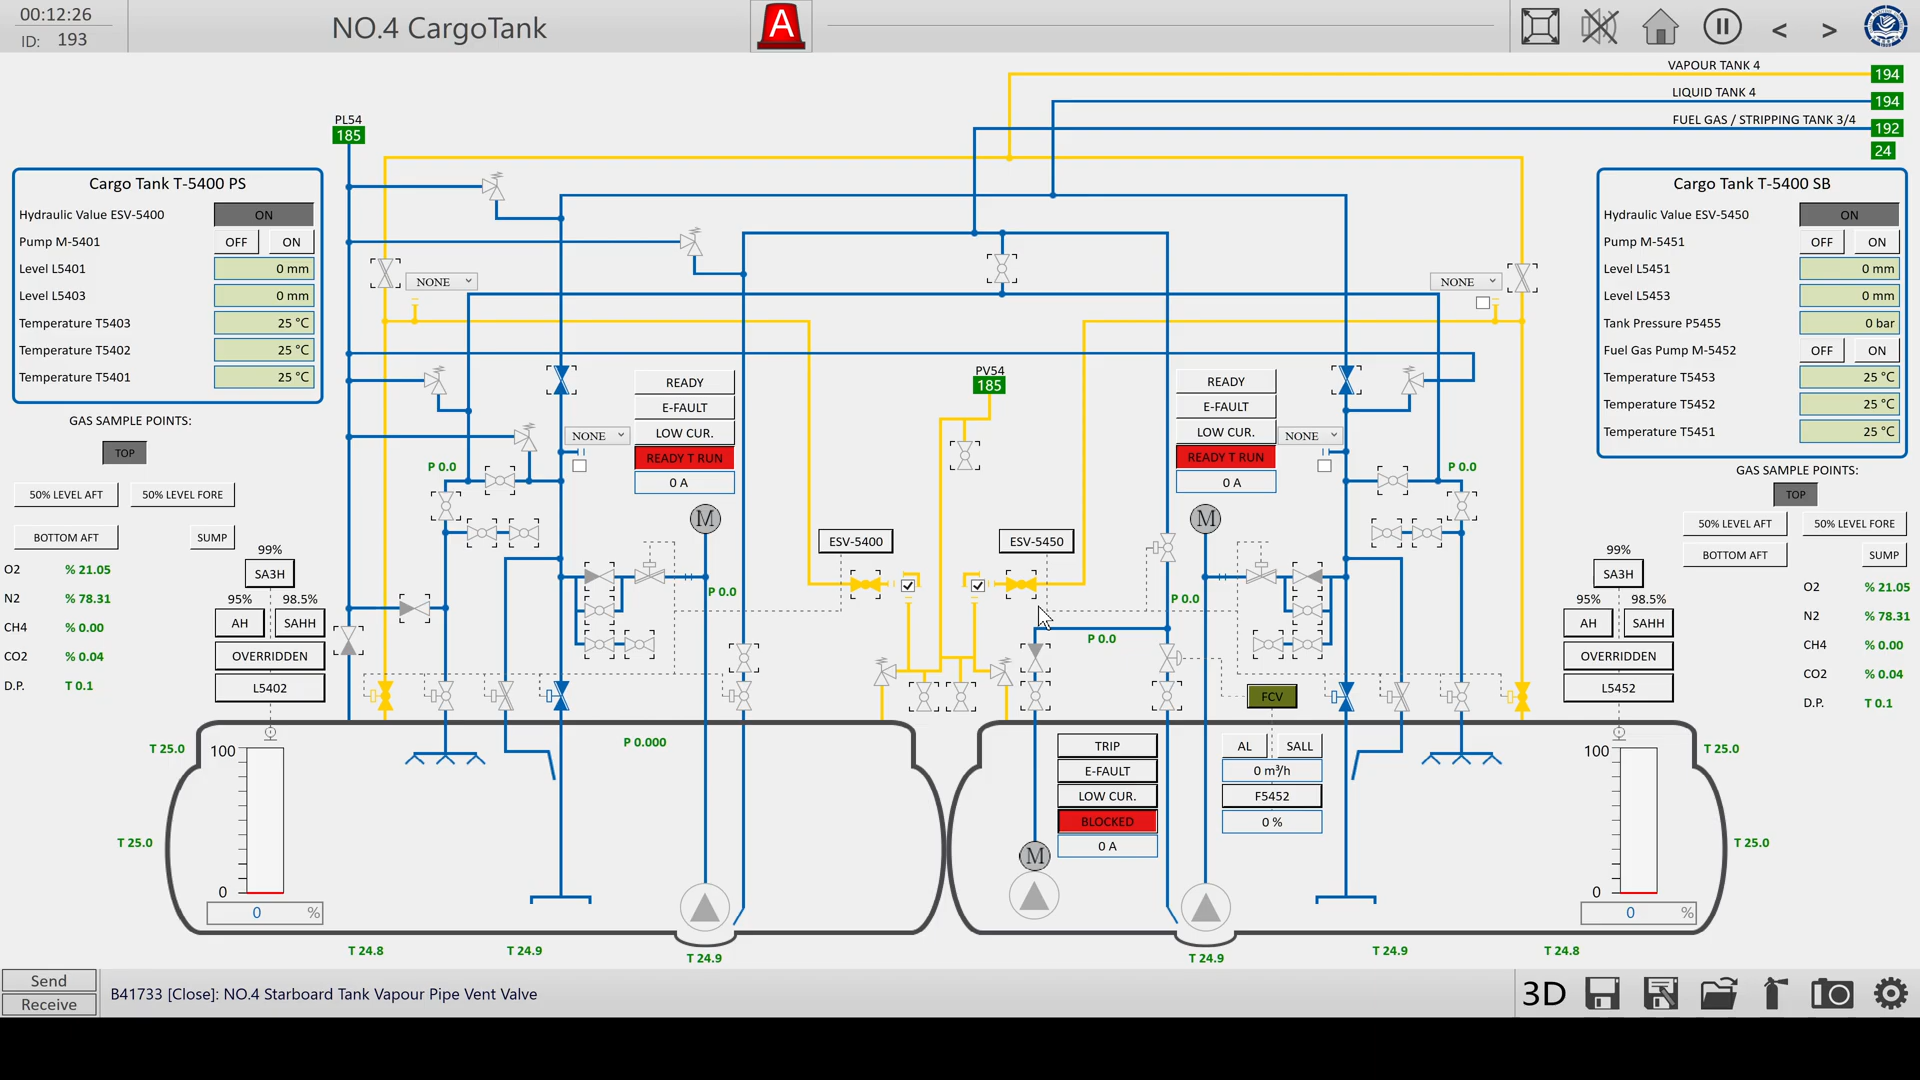 00:12:26
ID: 193
NO.4 CargoTank
A
VAPOUR TANK 4
194
LIQUID TANK 4
194
FUEL GAS / STRIPPING TANK 3/4
192
24
PL54
185
Cargo Tank T-5400 PS
Hydraulic Value ESV-5400 ON
Pump M-5401 OFF ON
Level L5401 0 mm
Level L5403 0 mm
Temperature T5403 25 °C
Temperature T5402 25 °C
Temperature T5401 25 °C
Cargo Tank T-5400 SB
Hydraulic Value ESV-5450 ON
Pump M-5451 OFF ON
Level L5451 0 mm
Level L5453 0 mm
Tank Pressure P5455 0 bar
Fuel Gas Pump M-5452 OFF ON
Temperature T5453 25 °C
Temperature T5452 25 °C
Temperature T5451 25 °C
NONE
NONE
GAS SAMPLE POINTS:
TOP
50% LEVEL AFT
50% LEVEL FORE
BOTTOM AFT
SUMP
O2 % 21.05
N2 % 78.31
CH4 % 0.00
CO2 % 0.04
D.P. T 0.1
99%
SA3H
95% 98.5%
AH SAHH
OVERRIDDEN
L5402
P 0.0
NONE
READY
E-FAULT
LOW CUR.
READY T RUN
0 A
M
P 0.0
ESV-5400
PV54
185
ESV-5450
READY
E-FAULT
LOW CUR.
READY T RUN
0 A
NONE
M
P 0.0
P 0.0
P 0.0
FCV
GAS SAMPLE POINTS:
TOP
50% LEVEL AFT
50% LEVEL FORE
BOTTOM AFT
SUMP
O2 % 21.05
N2 % 78.31
CH4 % 0.00
CO2 % 0.04
D.P. T 0.1
99%
SA3H
95% 98.5%
AH SAHH
OVERRIDDEN
L5452
T 25.0
100
0
0 %
T 25.0
P 0.000
TRIP
E-FAULT
LOW CUR.
BLOCKED
0 A
M
AL SALL
0 m³/h
F5452
0 %
100
0
0 %
T 25.0
T 25.0
T 24.8
T 24.9
T 24.9
T 24.9
T 24.9
T 24.8
Send
Receive
B41733 [Close]: NO.4 Starboard Tank Vapour Pipe Vent Valve
3D